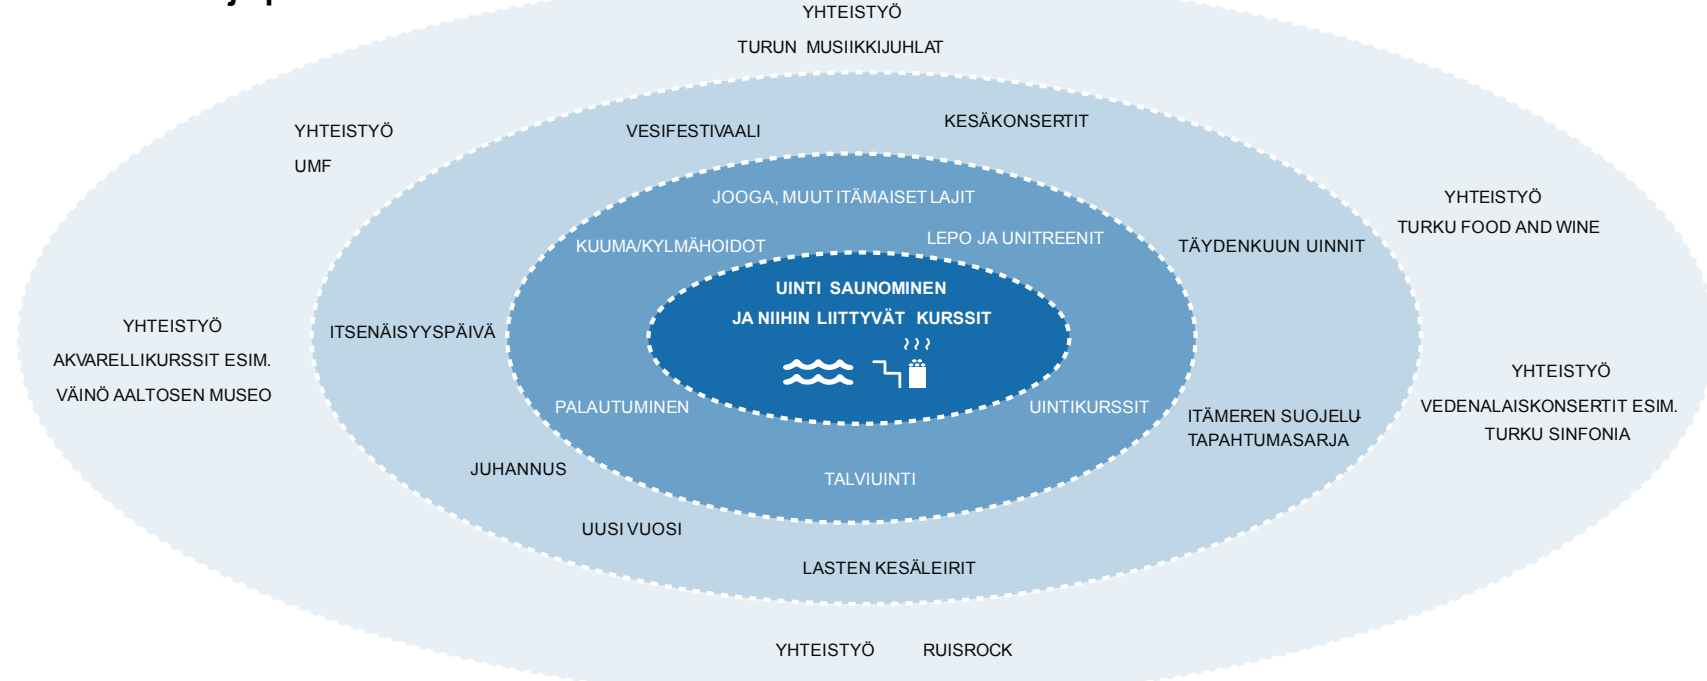 YHTEISTYÖ
TURUN MUSIIKKIJUHLAT
YHTEISTYÖ
UMF
VESIFESTIVAALI
KESÄKONSERTIT
JOOGA, MUUT ITÄMAISET LAJIT
KUUMA/KYLMÄHOIDOT
LEPO JA UNITREENIT
TÄYDENKUUN UINNIT
YHTEISTYÖ
TURKU FOOD AND WINE
UINTI SAUNOMINEN
JA NIIHIN LIITTYVÄT KURSSIT
YHTEISTYÖ
AKVARELLIKURSSIT ESIM.
VÄINÖ AALTOSEN MUSEO
ITSENÄISYYSPÄIVÄ
PALAUTUMINEN
UINTIKURSSIT
ITÄMEREN SUOJELU-
TAPAHTUMASARJA
YHTEISTYÖ
VEDENALAISKONSERTIT ESIM.
TURKU SINFONIA
JUHANNUS
TALVIUINTI
UUSI VUOSI
LASTEN KESÄLEIRIT
YHTEISTYÖ RUISROCK